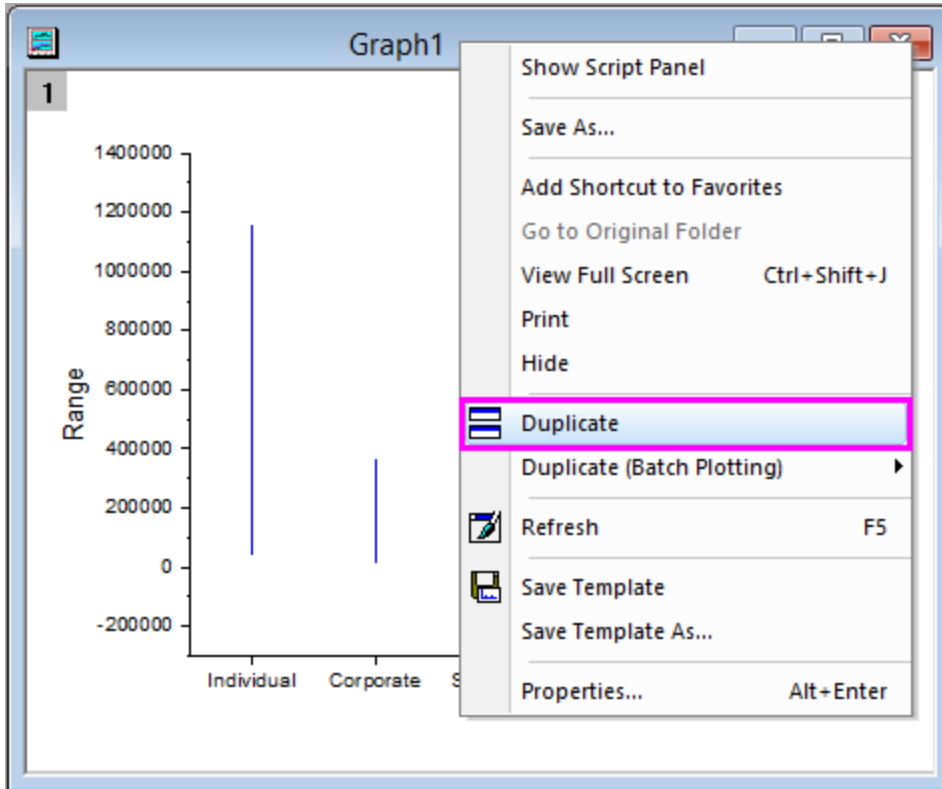 Graph1
1
1400000
1200000
1000000
800000
600000
400000
200000
0
-200000
Range
Individual
Corporate
S
Show Script Panel
Save As...
Add Shortcut to Favorites
Go to Original Folder
View Full Screen Ctrl+Shift+J
Print
Hide
Duplicate
Duplicate (Batch Plotting)
Refresh F5
Save Template
Save Template As...
Properties... Alt+Enter